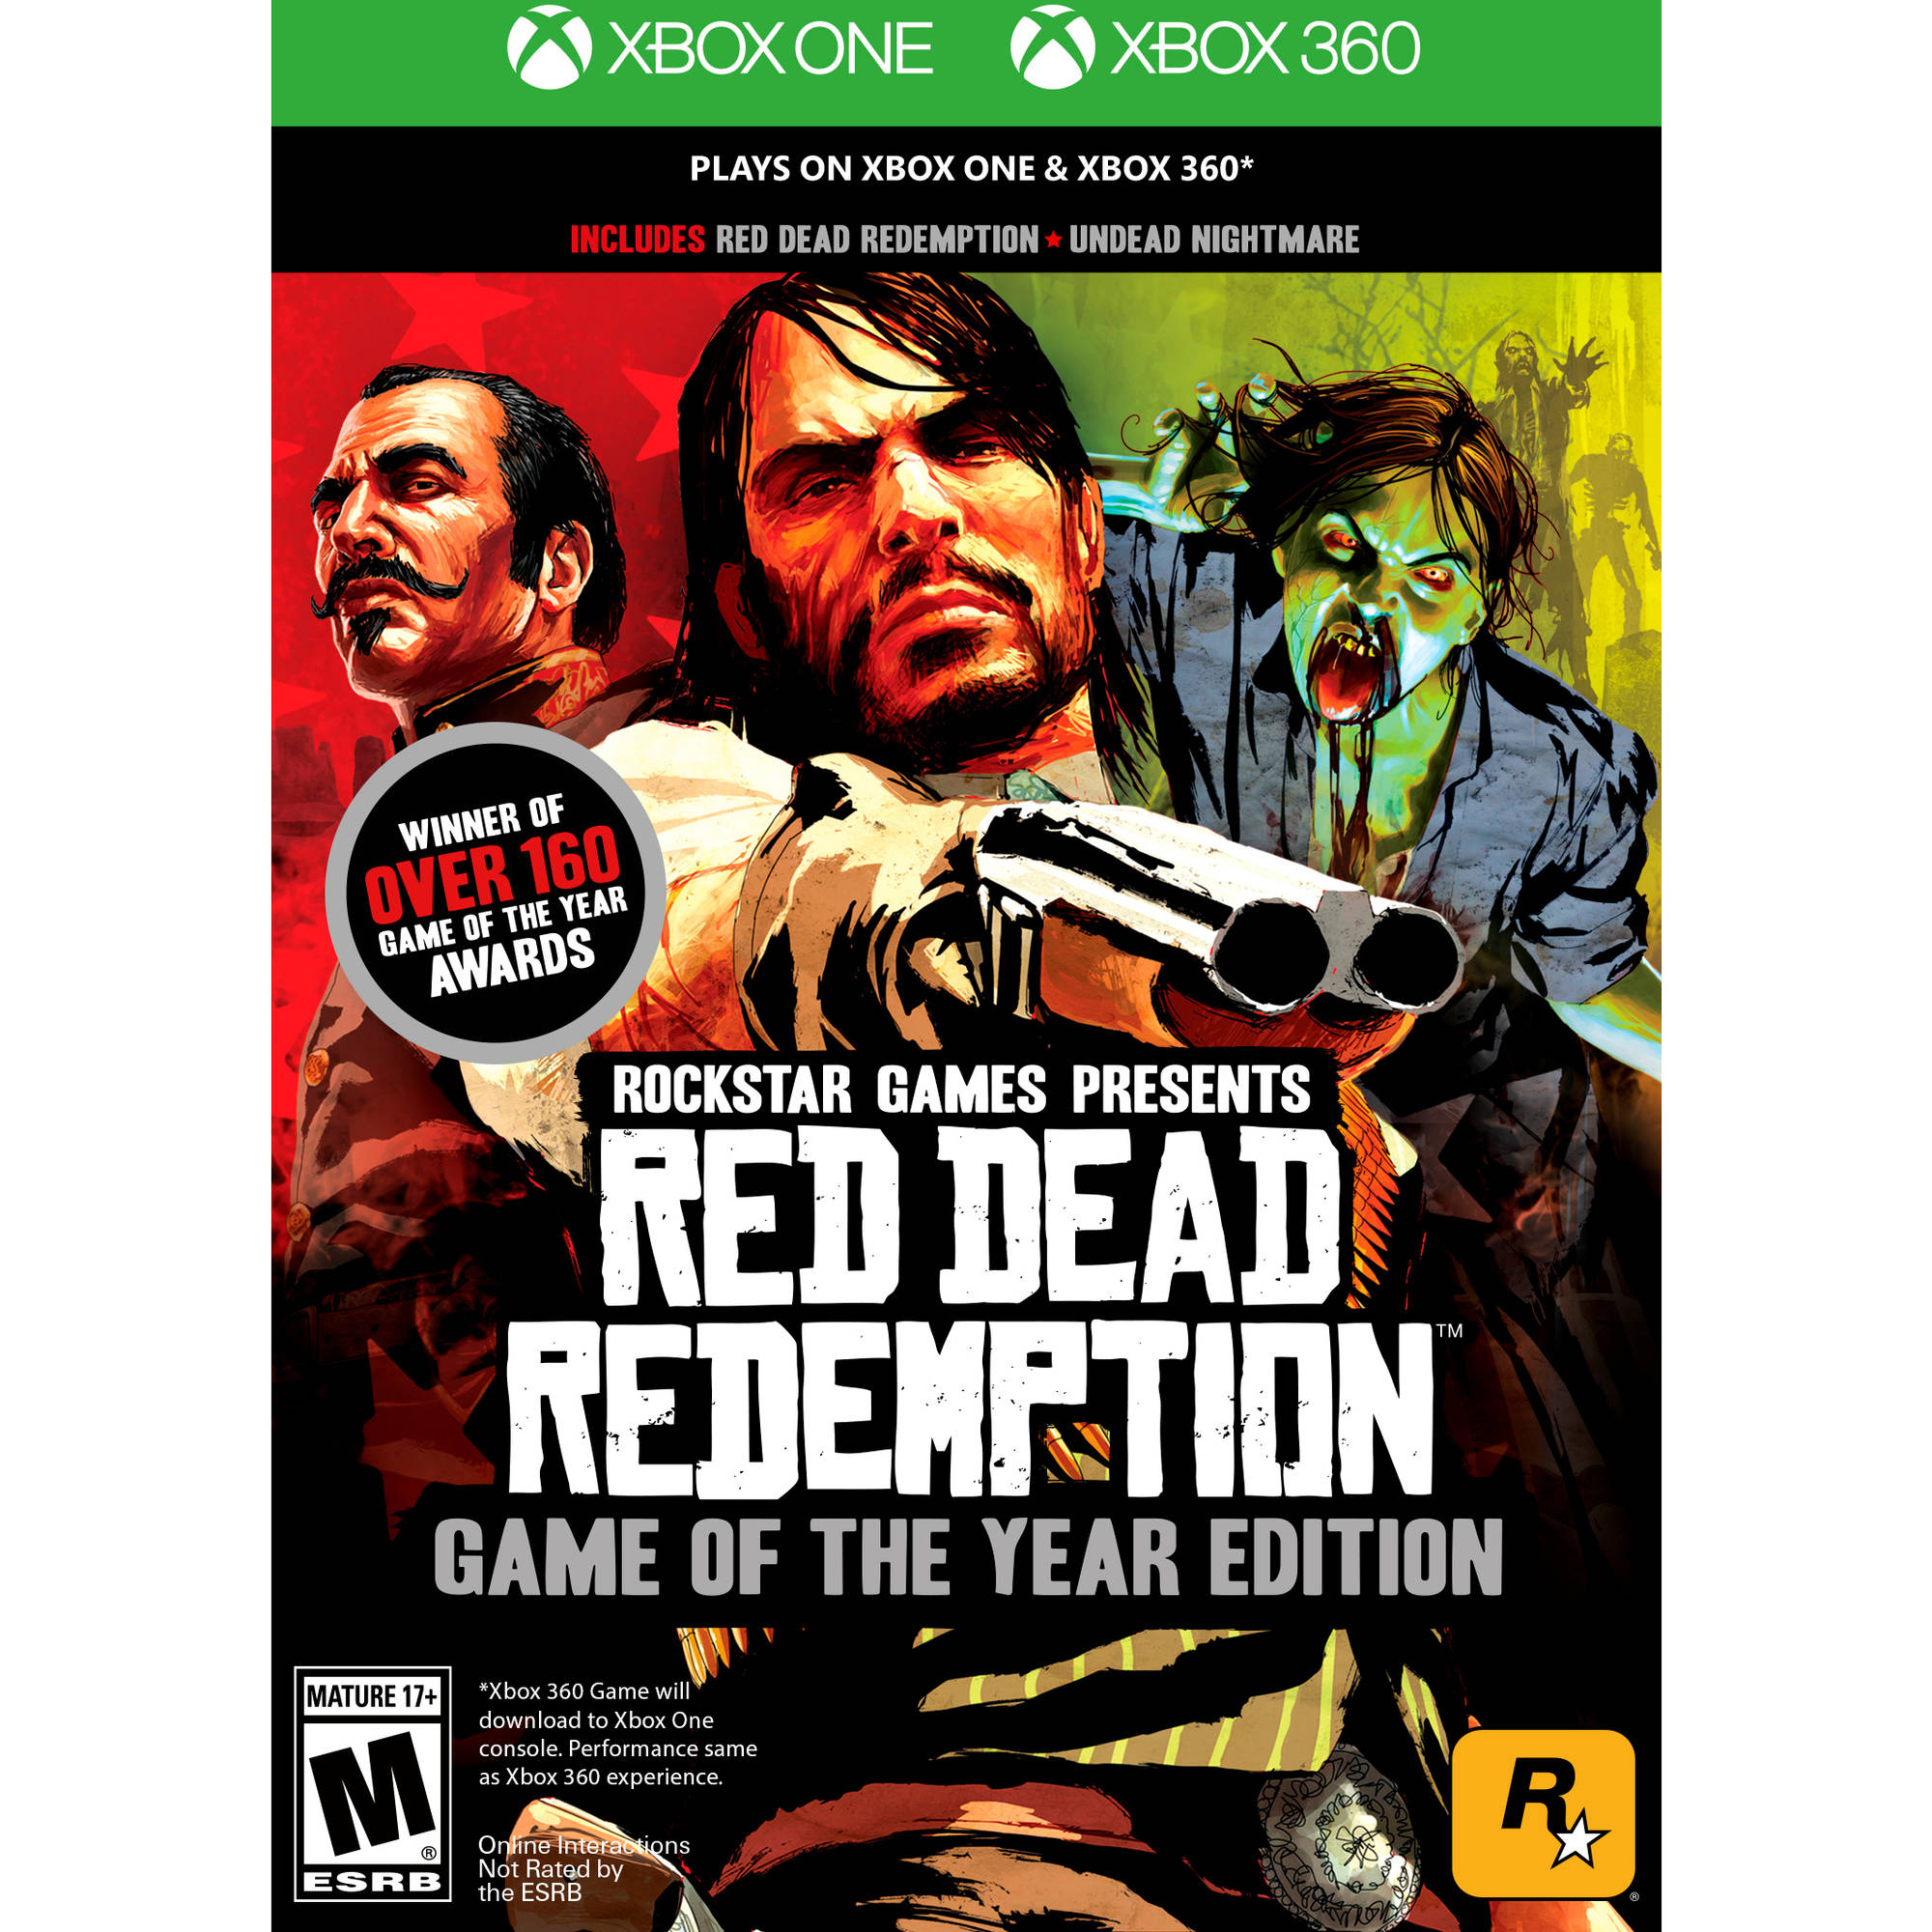 XBOX ONE XBOX 360
PLAYS ON XBOX ONE & XBOX 360*
INCLUDES RED DEAD REDEMPTION ★ UNDEAD NIGHTMARE
WINNER OF
OVER 160
GAME OF THE YEAR
AWARDS
ROCKSTAR GAMES PRESENTS
RED DEAD
REDEMPTION™
GAME OF THE YEAR EDITION
MATURE 17+
M®
ESRB
*Xbox 360 Game will
download to Xbox One
console. Performance same
as Xbox 360 experience.
Online Interactions
Not Rated by
the ESRB
R★
®